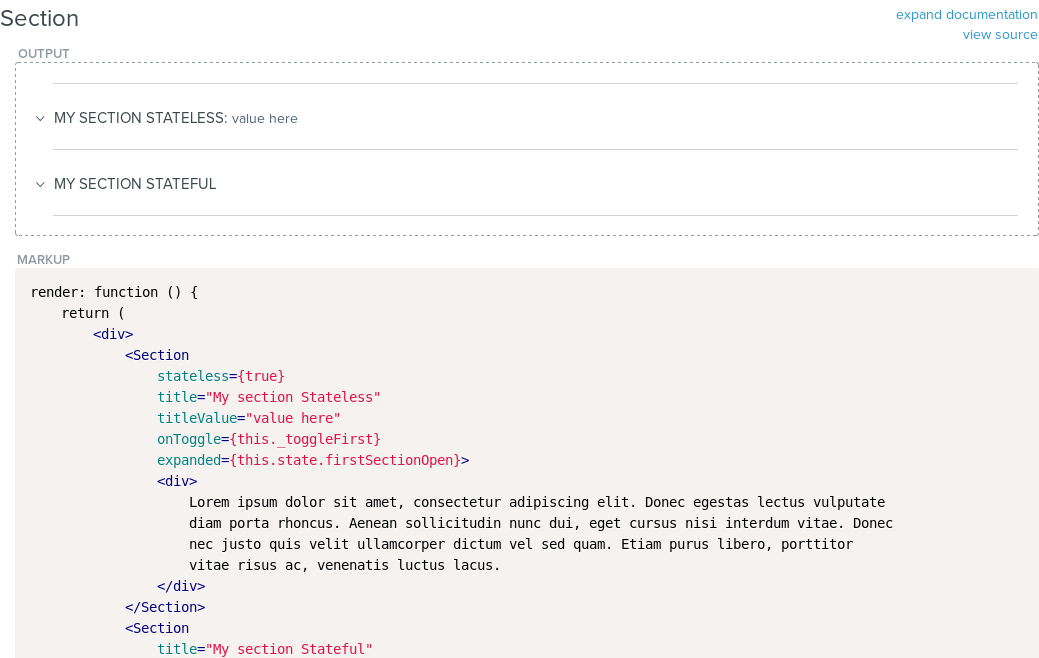 Section
expand documentation
view source
OUTPUT
MY SECTION STATELESS: value here
MY SECTION STATEFUL
MARKUP
render: function () {
    return (
        <div>
            <Section
                stateless={true}
                title="My section Stateless"
                titleValue="value here"
                onToggle={this._toggleFirst}
                expanded={this.state.firstSectionOpen}>
                <div>
                    Lorem ipsum dolor sit amet, consectetur adipiscing elit. Donec egestas lectus vulputate
                    diam porta rhoncus. Aenean sollicitudin nunc dui, eget cursus nisi interdum vitae. Donec
                    nec justo quis velit ullamcorper dictum vel sed quam. Etiam purus libero, porttitor
                    vitae risus ac, venenatis luctus lacus.
                </div>
            </Section>
            <Section
                title="My section Stateful"